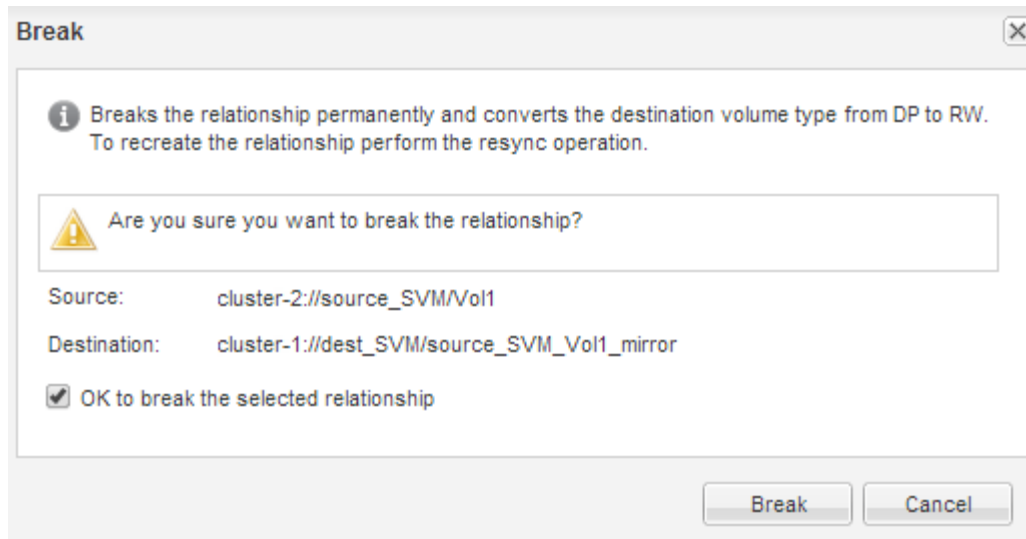 Break
Breaks the relationship permanently and converts the destination volume type from DP to RW.
To recreate the relationship perform the resync operation.
Are you sure you want to break the relationship?
Source: cluster-2://source_SVM/Vol1
Destination: cluster-1://dest_SVM/source_SVM_Vol1_mirror
OK to break the selected relationship
Break Cancel